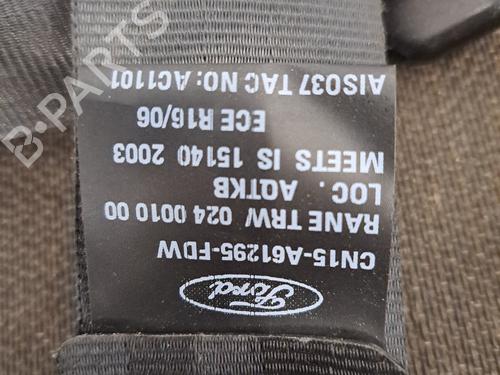 Ford
CN15-A61295-FDW
RANE TRW 024 0010 00
LOC. AQTKB
MEETS IS 15140 2003
ECE R16/06
AIS037 TAC NO: AC1101
B-PARTS